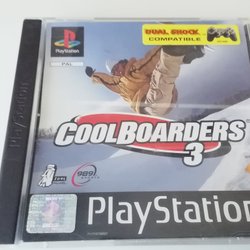 PlayStation
DUAL SHOCK
COMPATIBLE
PlayStation
PAL
COOLBOARDERS
3
989
PlayStation